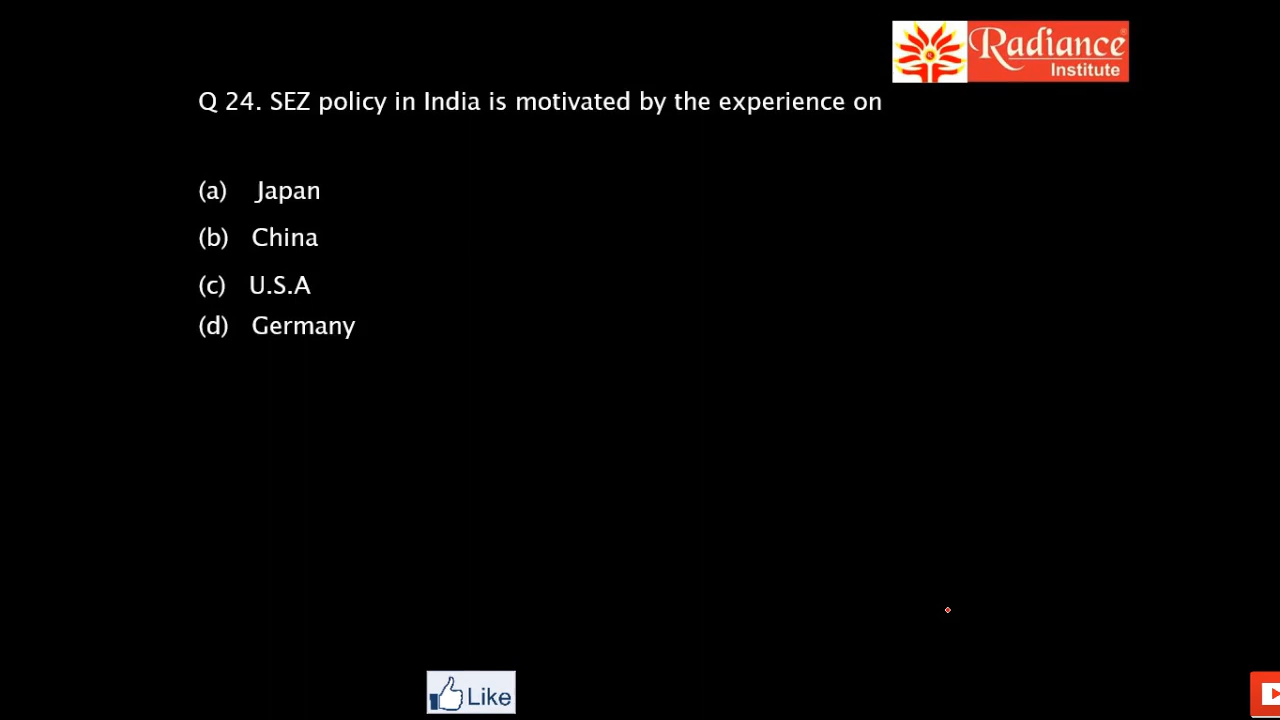 Radiance
Institute
Q 24. SEZ policy in India is motivated by the experience on
(a) Japan
(b) China
(c) U.S.A
(d) Germany
Like